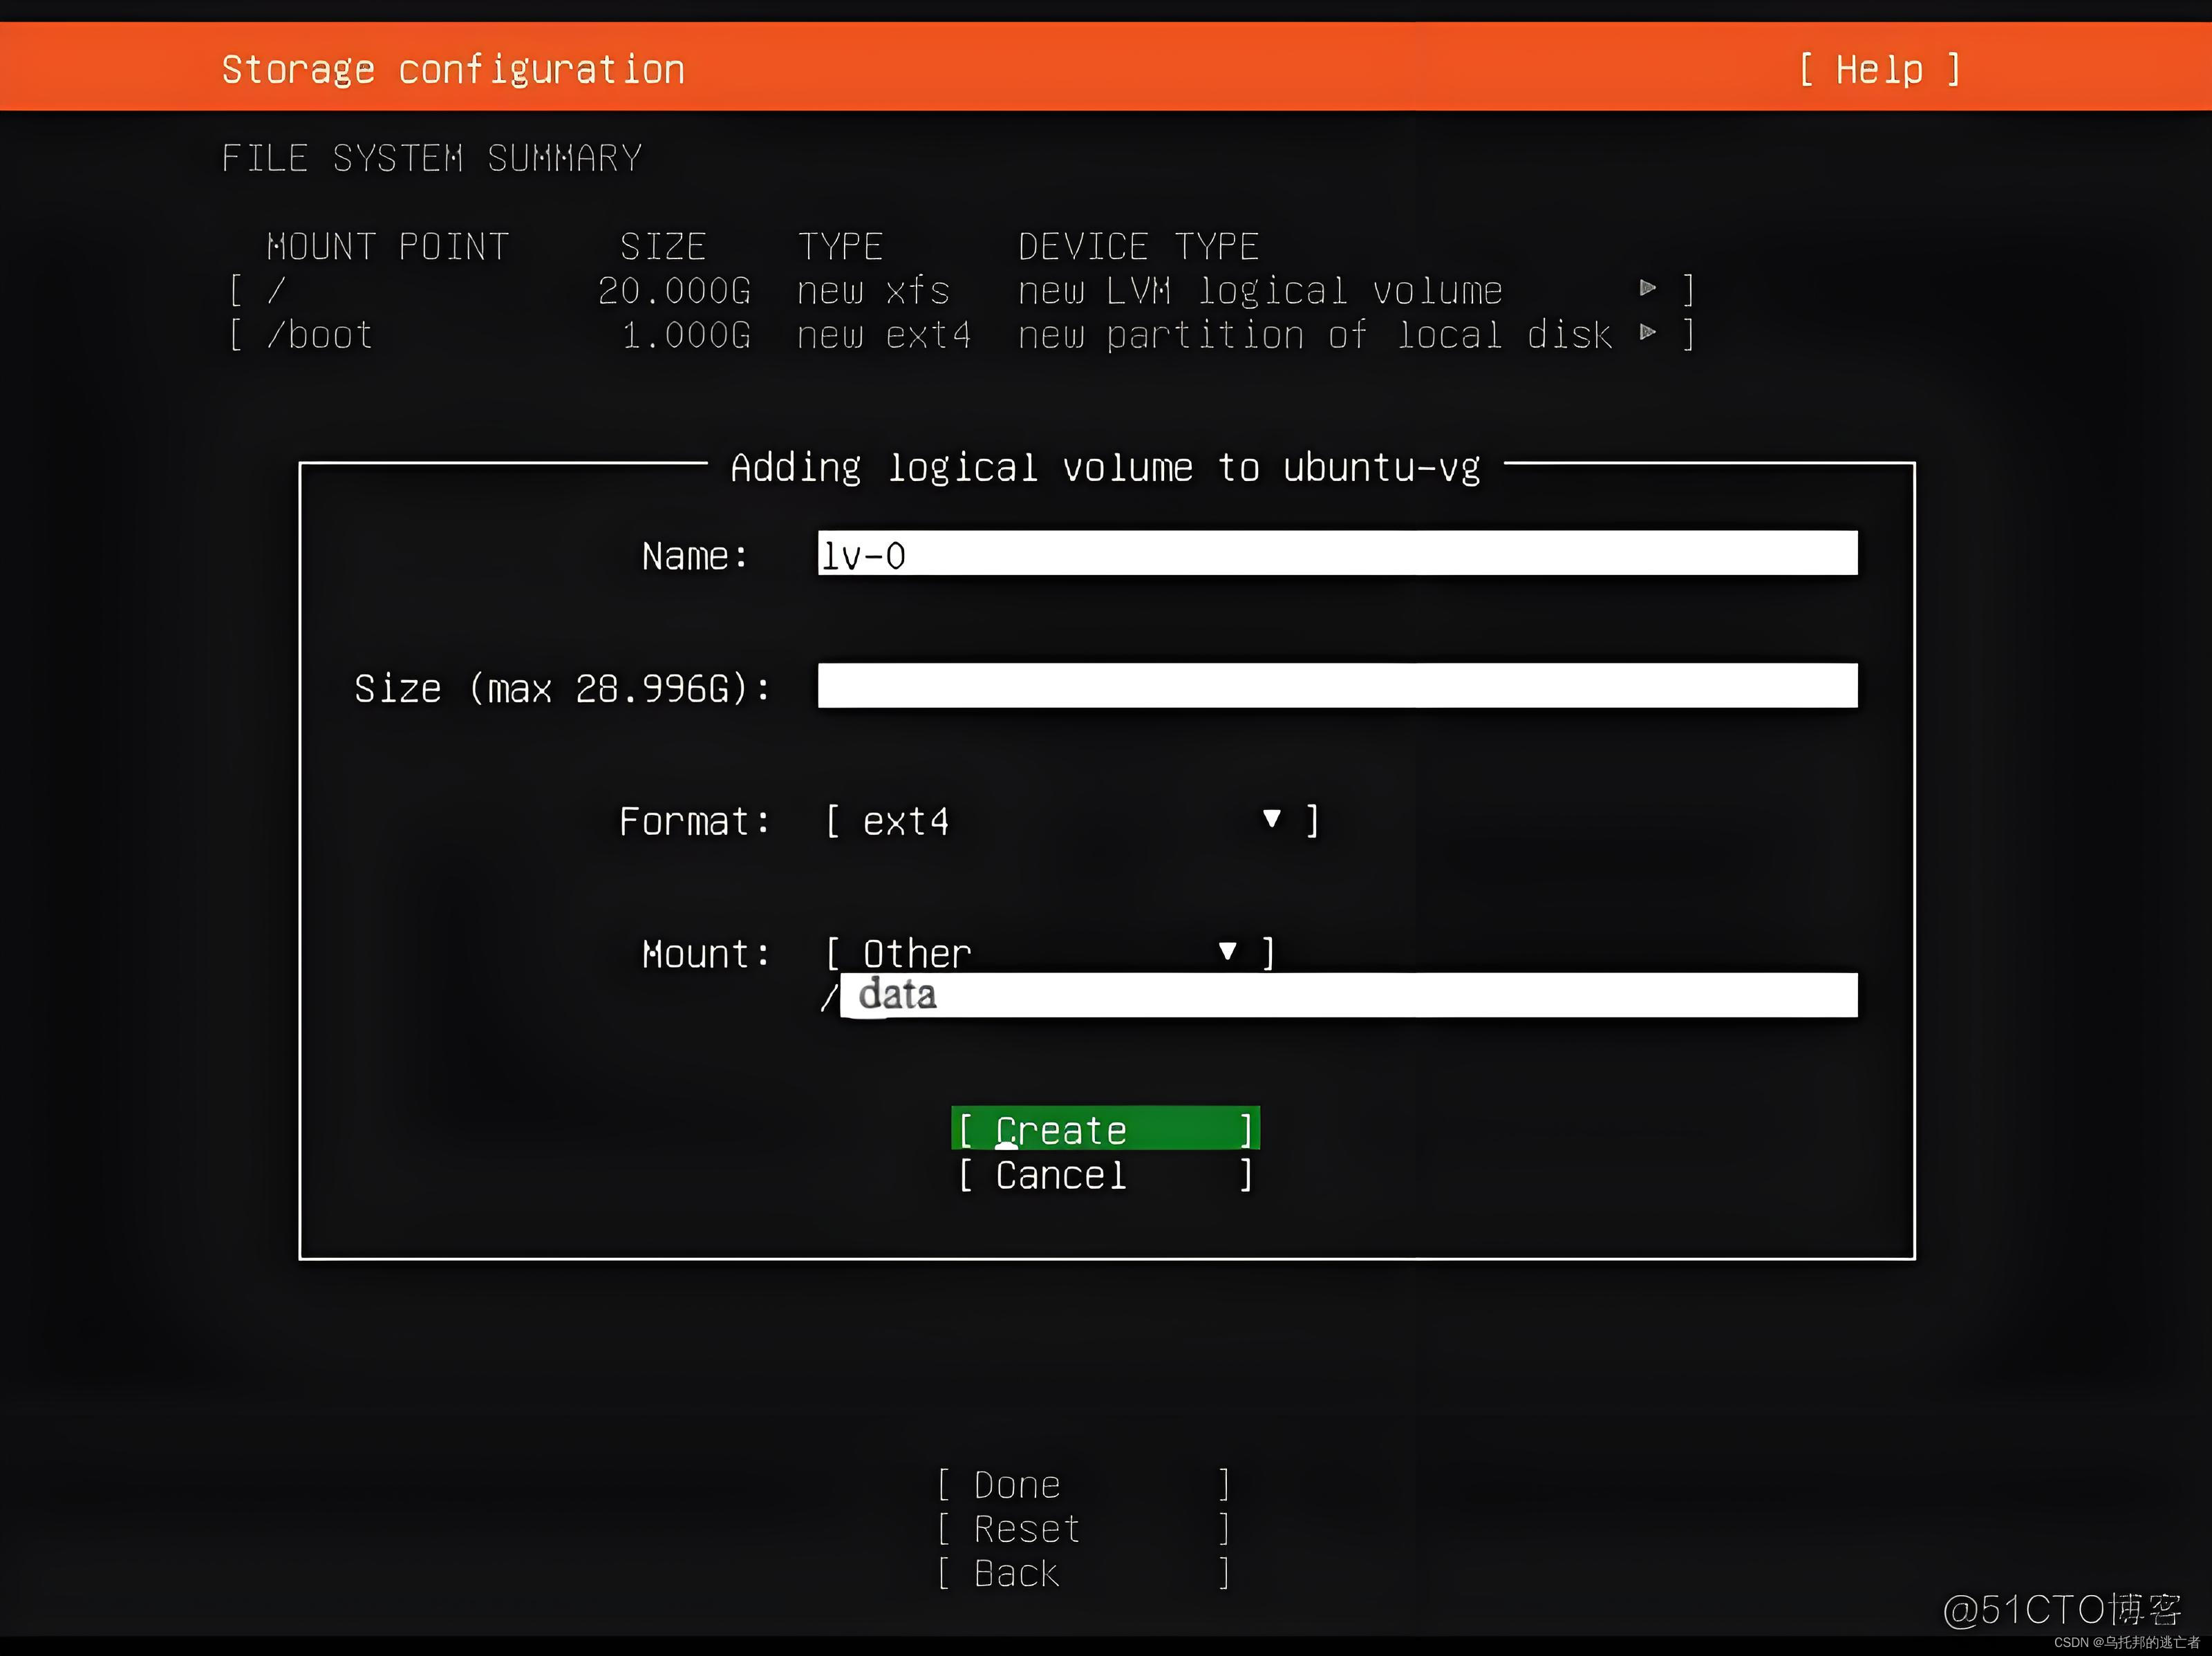 Storage configuration [ Help ]
FILE SYSTEM SUMMARY
MOUNT POINT SIZE TYPE DEVICE TYPE
[ / 20.000G new xfs new LVM logical volume ▶ ]
[ /boot 1.000G new ext4 new partition of local disk ▶ ]
Adding logical volume to ubuntu-vg
Name: lv-0
Size (max 28.996G):
Format: [ ext4 ▼ ]
Mount: [ Other ▼ ]
/data
[ Create ]
[ Cancel ]
[ Done ]
[ Reset ]
[ Back ]
@51CTO博客
CSDN @乌托邦的逃亡者